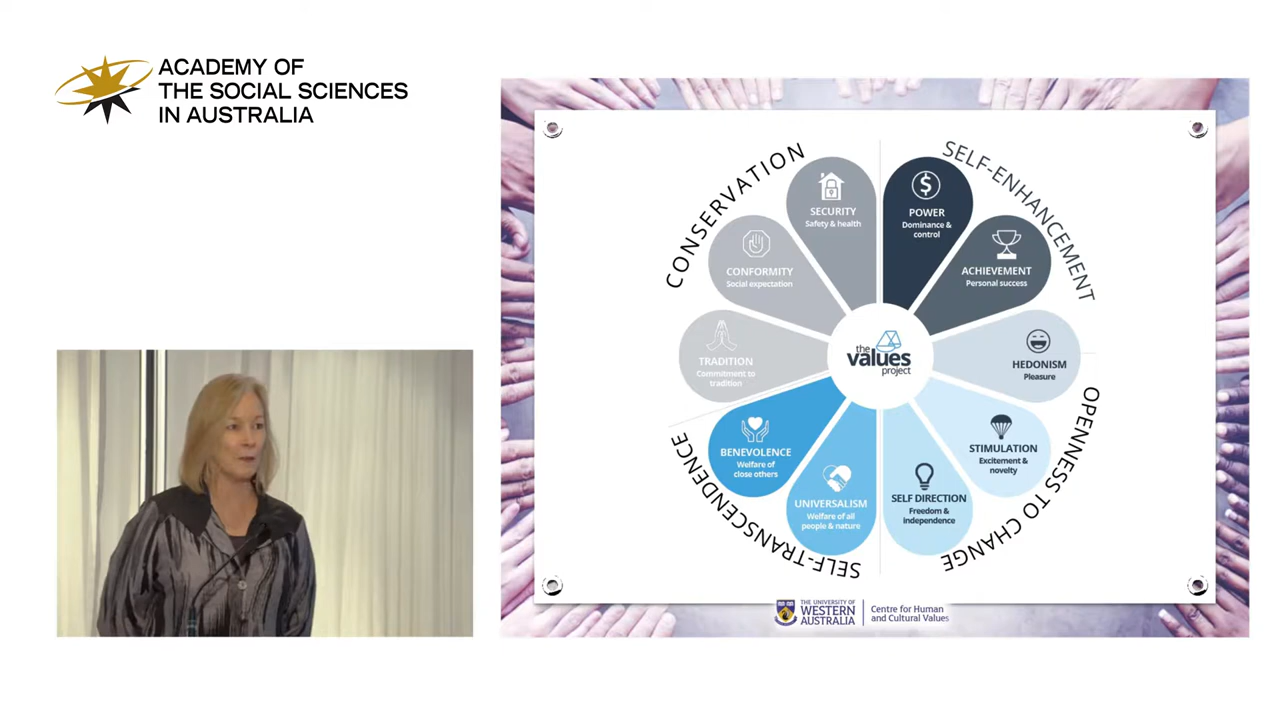 ACADEMY OF
THE SOCIAL SCIENCES
IN AUSTRALIA
CONSERVATION
SELF-ENHANCEMENT
SECURITY
Safety & health
POWER
Dominance &
control
CONFORMITY
Social expectation
ACHIEVEMENT
Personal success
TRADITION
Commitment to
tradition
the
values
project
HEDONISM
Pleasure
BENEVOLENCE
Welfare of
close others
STIMULATION
Excitement &
novelty
UNIVERSALISM
Welfare of all
people & nature
SELF DIRECTION
Freedom &
independence
SELF-TRANSCENDENCE
OPENNESS TO CHANGE
THE UNIVERSITY OF
WESTERN
AUSTRALIA
Centre for Human
and Cultural Values